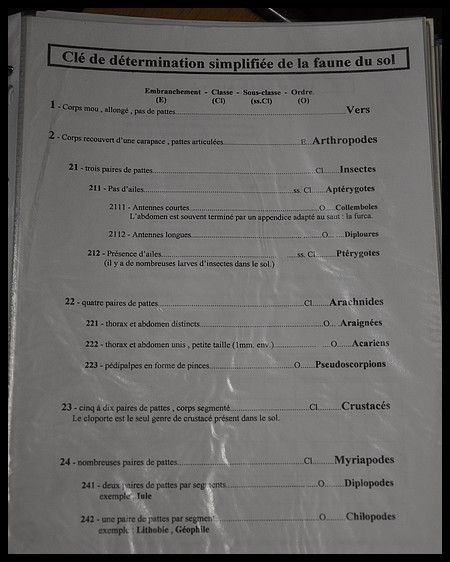 Clé de détermination simplifiée de la faune du sol
Embranchement - Classe - Sous-classe - Ordre
(E) (Cl) (ss.Cl) (O)
1 - Corps mou , allongé , pas de pattes..........Vers
2 - Corps recouvert d'une carapace , pattes articulées..........E...Arthropodes
21 - trois paires de pattes..........Cl.......Insectes
211 - Pas d'ailes..........ss. Cl......Aptérygotes
2111 - Antennes courtes..........O....Collemboles
L'abdomen est souvent terminé par un appendice adapté au saut : la furca.
2112 - Antennes longues..........O.... Diploures
212 - Présence d'ailes..........ss. Cl.........Ptérygotes
(il y a de nombreuses larves d'insectes dans le sol.)
22 - quatre paires de pattes..........Cl.......Arachnides
221 - thorax et abdomen distincts..........O.... Araignées
222 - thorax et abdomen unis , petite taille (1mm. env.)..........O......Acariens
223 - pédipalpes en forme de pinces..........O.......Pseudoscorpions
23 - cinq à dix paires de pattes , corps segmenté..........Cl.........Crustacés
Le cloporte est le seul genre de crustacé présent dans le sol.
24 - nombreuses paires de pattes..........Cl.........Myriapodes
241 - deux paires de pattes par segments..........O........Diplopodes
exemple : Iule
242 - une paire de pattes par segment..........O........Chilopodes
exemple : Lithobie , Géophile